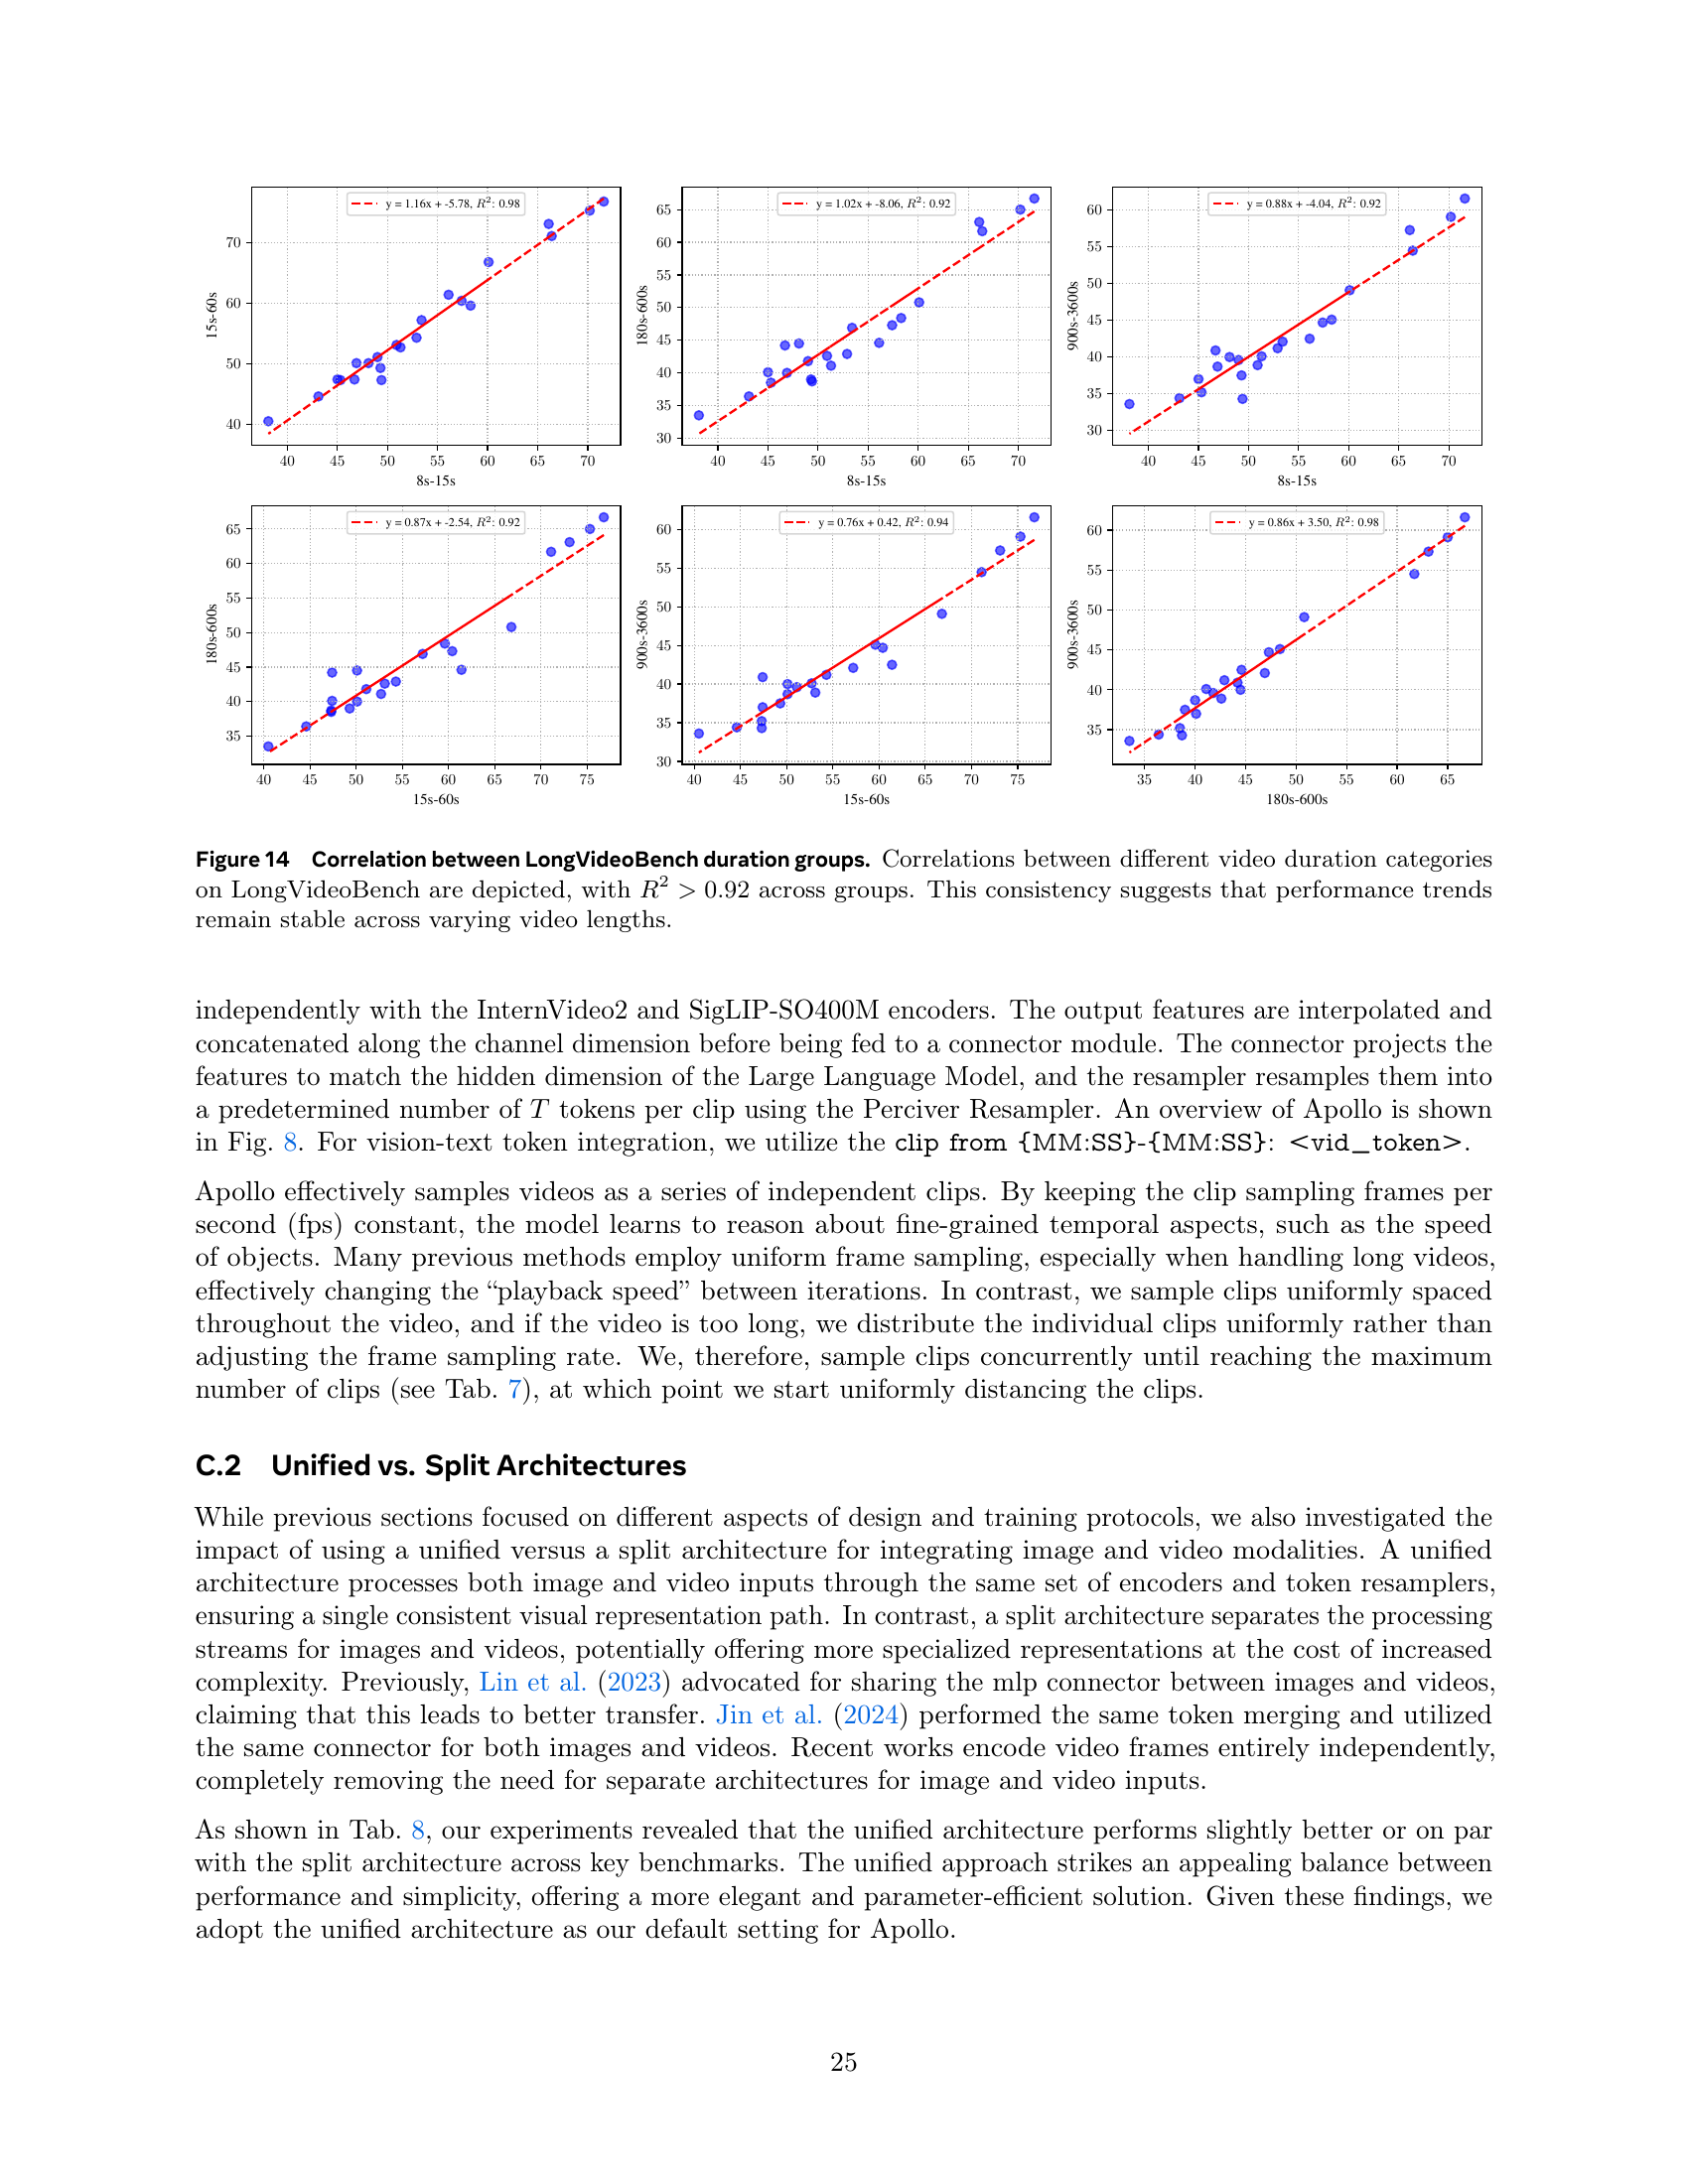 y = 1.16x + -5.78, R²: 0.98
70
60
50
40
15s-60s
40 45 50 55 60 65 70
8s-15s
y = 1.02x + -8.06, R²: 0.92
65
60
55
50
45
40
35
30
180s-600s
40 45 50 55 60 65 70
8s-15s
y = 0.88x + -4.04, R²: 0.92
60
55
50
45
40
35
30
900s-3600s
40 45 50 55 60 65 70
8s-15s
y = 0.87x + -2.54, R²: 0.92
65
60
55
50
45
40
35
180s-600s
40 45 50 55 60 65 70 75
15s-60s
y = 0.76x + 0.42, R²: 0.94
60
55
50
45
40
35
30
900s-3600s
40 45 50 55 60 65 70 75
15s-60s
y = 0.86x + 3.50, R²: 0.98
60
55
50
45
40
35
900s-3600s
35 40 45 50 55 60 65
180s-600s
Figure 14 Correlation between LongVideoBench duration groups. Correlations between different video duration categories
on LongVideoBench are depicted, with R² > 0.92 across groups. This consistency suggests that performance trends
remain stable across varying video lengths.
independently with the InternVideo2 and SigLIP-SO400M encoders. The output features are interpolated and
concatenated along the channel dimension before being fed to a connector module. The connector projects the
features to match the hidden dimension of the Large Language Model, and the resampler resamples them into
a predetermined number of T tokens per clip using the Perciver Resampler. An overview of Apollo is shown
in Fig. 8. For vision-text token integration, we utilize the clip from {MM:SS}-{MM:SS}: <vid_token>.
Apollo effectively samples videos as a series of independent clips. By keeping the clip sampling frames per
second (fps) constant, the model learns to reason about fine-grained temporal aspects, such as the speed
of objects. Many previous methods employ uniform frame sampling, especially when handling long videos,
effectively changing the “playback speed” between iterations. In contrast, we sample clips uniformly spaced
throughout the video, and if the video is too long, we distribute the individual clips uniformly rather than
adjusting the frame sampling rate. We, therefore, sample clips concurrently until reaching the maximum
number of clips (see Tab. 7), at which point we start uniformly distancing the clips.
C.2 Unified vs. Split Architectures
While previous sections focused on different aspects of design and training protocols, we also investigated the
impact of using a unified versus a split architecture for integrating image and video modalities. A unified
architecture processes both image and video inputs through the same set of encoders and token resamplers,
ensuring a single consistent visual representation path. In contrast, a split architecture separates the processing
streams for images and videos, potentially offering more specialized representations at the cost of increased
complexity. Previously, Lin et al. (2023) advocated for sharing the mlp connector between images and videos,
claiming that this leads to better transfer. Jin et al. (2024) performed the same token merging and utilized
the same connector for both images and videos. Recent works encode video frames entirely independently,
completely removing the need for separate architectures for image and video inputs.
As shown in Tab. 8, our experiments revealed that the unified architecture performs slightly better or on par
with the split architecture across key benchmarks. The unified approach strikes an appealing balance between
performance and simplicity, offering a more elegant and parameter-efficient solution. Given these findings, we
adopt the unified architecture as our default setting for Apollo.
25